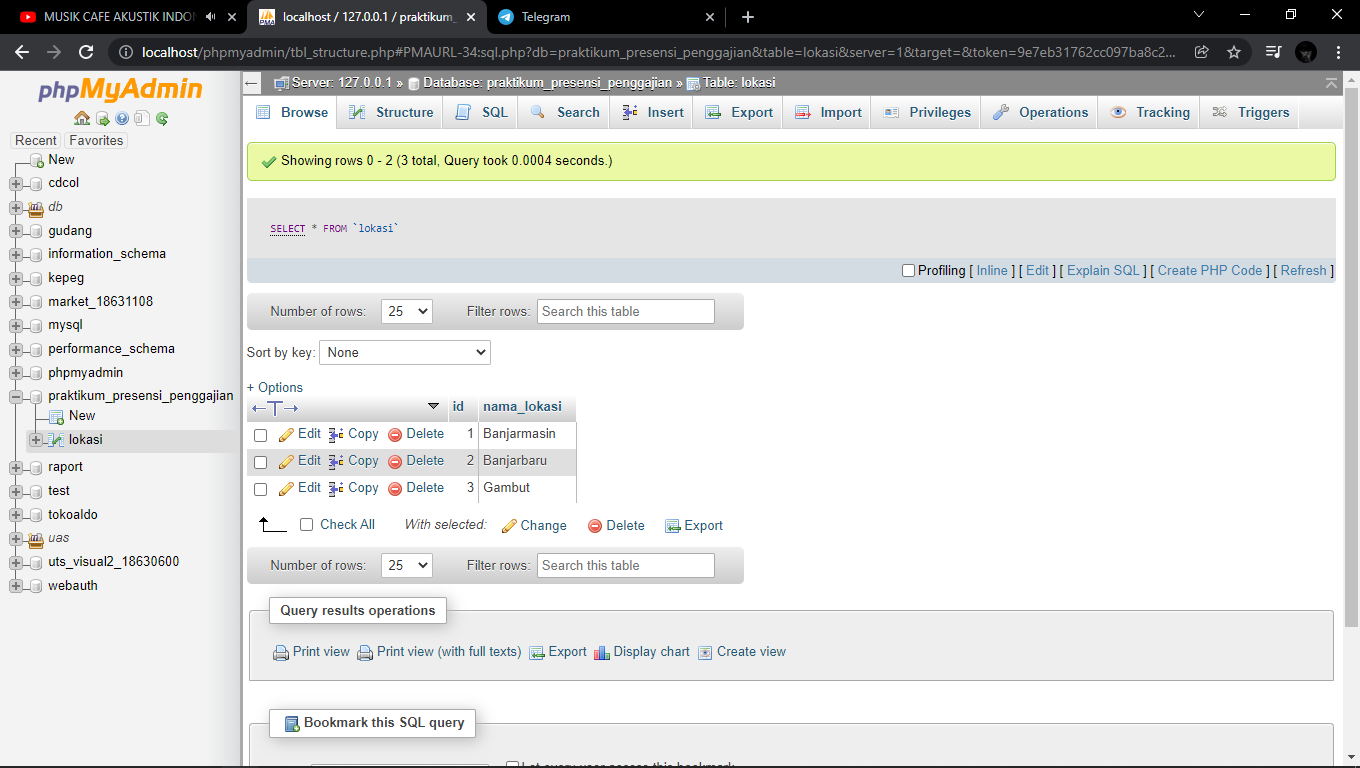 MUSIK CAFE AKUSTIK INDON
localhost / 127.0.0.1 / praktikum_
Telegram
localhost/phpmyadmin/tbl_structure.php#PMAURL-34:sql.php?db=praktikum_presensi_penggajian&table=lokasi&server=1&target=&token=9e7eb31762cc097ba8c2...
phpMyAdmin
Recent Favorites
New
cdcol
db
gudang
information_schema
kepeg
market_18631108
mysql
performance_schema
phpmyadmin
praktikum_presensi_penggajian
New
lokasi
raport
test
tokoaldo
uas
uts_visual2_18630600
webauth
Server: 127.0.0.1 » Database: praktikum_presensi_penggajian » Table: lokasi
Browse Structure SQL Search Insert Export Import Privileges Operations Tracking Triggers
Showing rows 0 - 2 (3 total, Query took 0.0004 seconds.)
SELECT * FROM `lokasi`
Profiling [ Inline ] [ Edit ] [ Explain SQL ] [ Create PHP Code ] [ Refresh ]
Number of rows: 25 Filter rows: Search this table
Sort by key: None
+ Options
←T→ id nama_lokasi
Edit Copy Delete 1 Banjarmasin
Edit Copy Delete 2 Banjarbaru
Edit Copy Delete 3 Gambut
Check All With selected: Change Delete Export
Number of rows: 25 Filter rows: Search this table
Query results operations
Print view Print view (with full texts) Export Display chart Create view
Bookmark this SQL query
Let every user access this bookmark